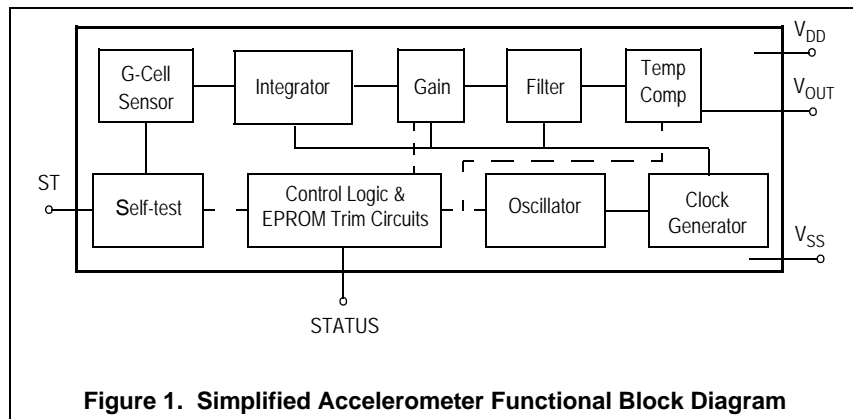 V_DD
G-Cell
Sensor
Integrator
Gain
Filter
Temp
Comp
V_OUT
ST
Self-test
Control Logic &
EPROM Trim Circuits
Oscillator
Clock
Generator
V_SS
STATUS
Figure 1. Simplified Accelerometer Functional Block Diagram